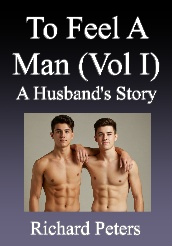 To Feel A
Man (Vol I)
A Husband's Story
Richard Peters